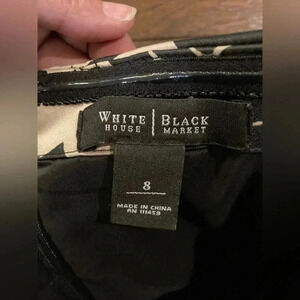 WHITE | BLACK
HOUSE | MARKET
8
MADE IN CHINA
RN 111453